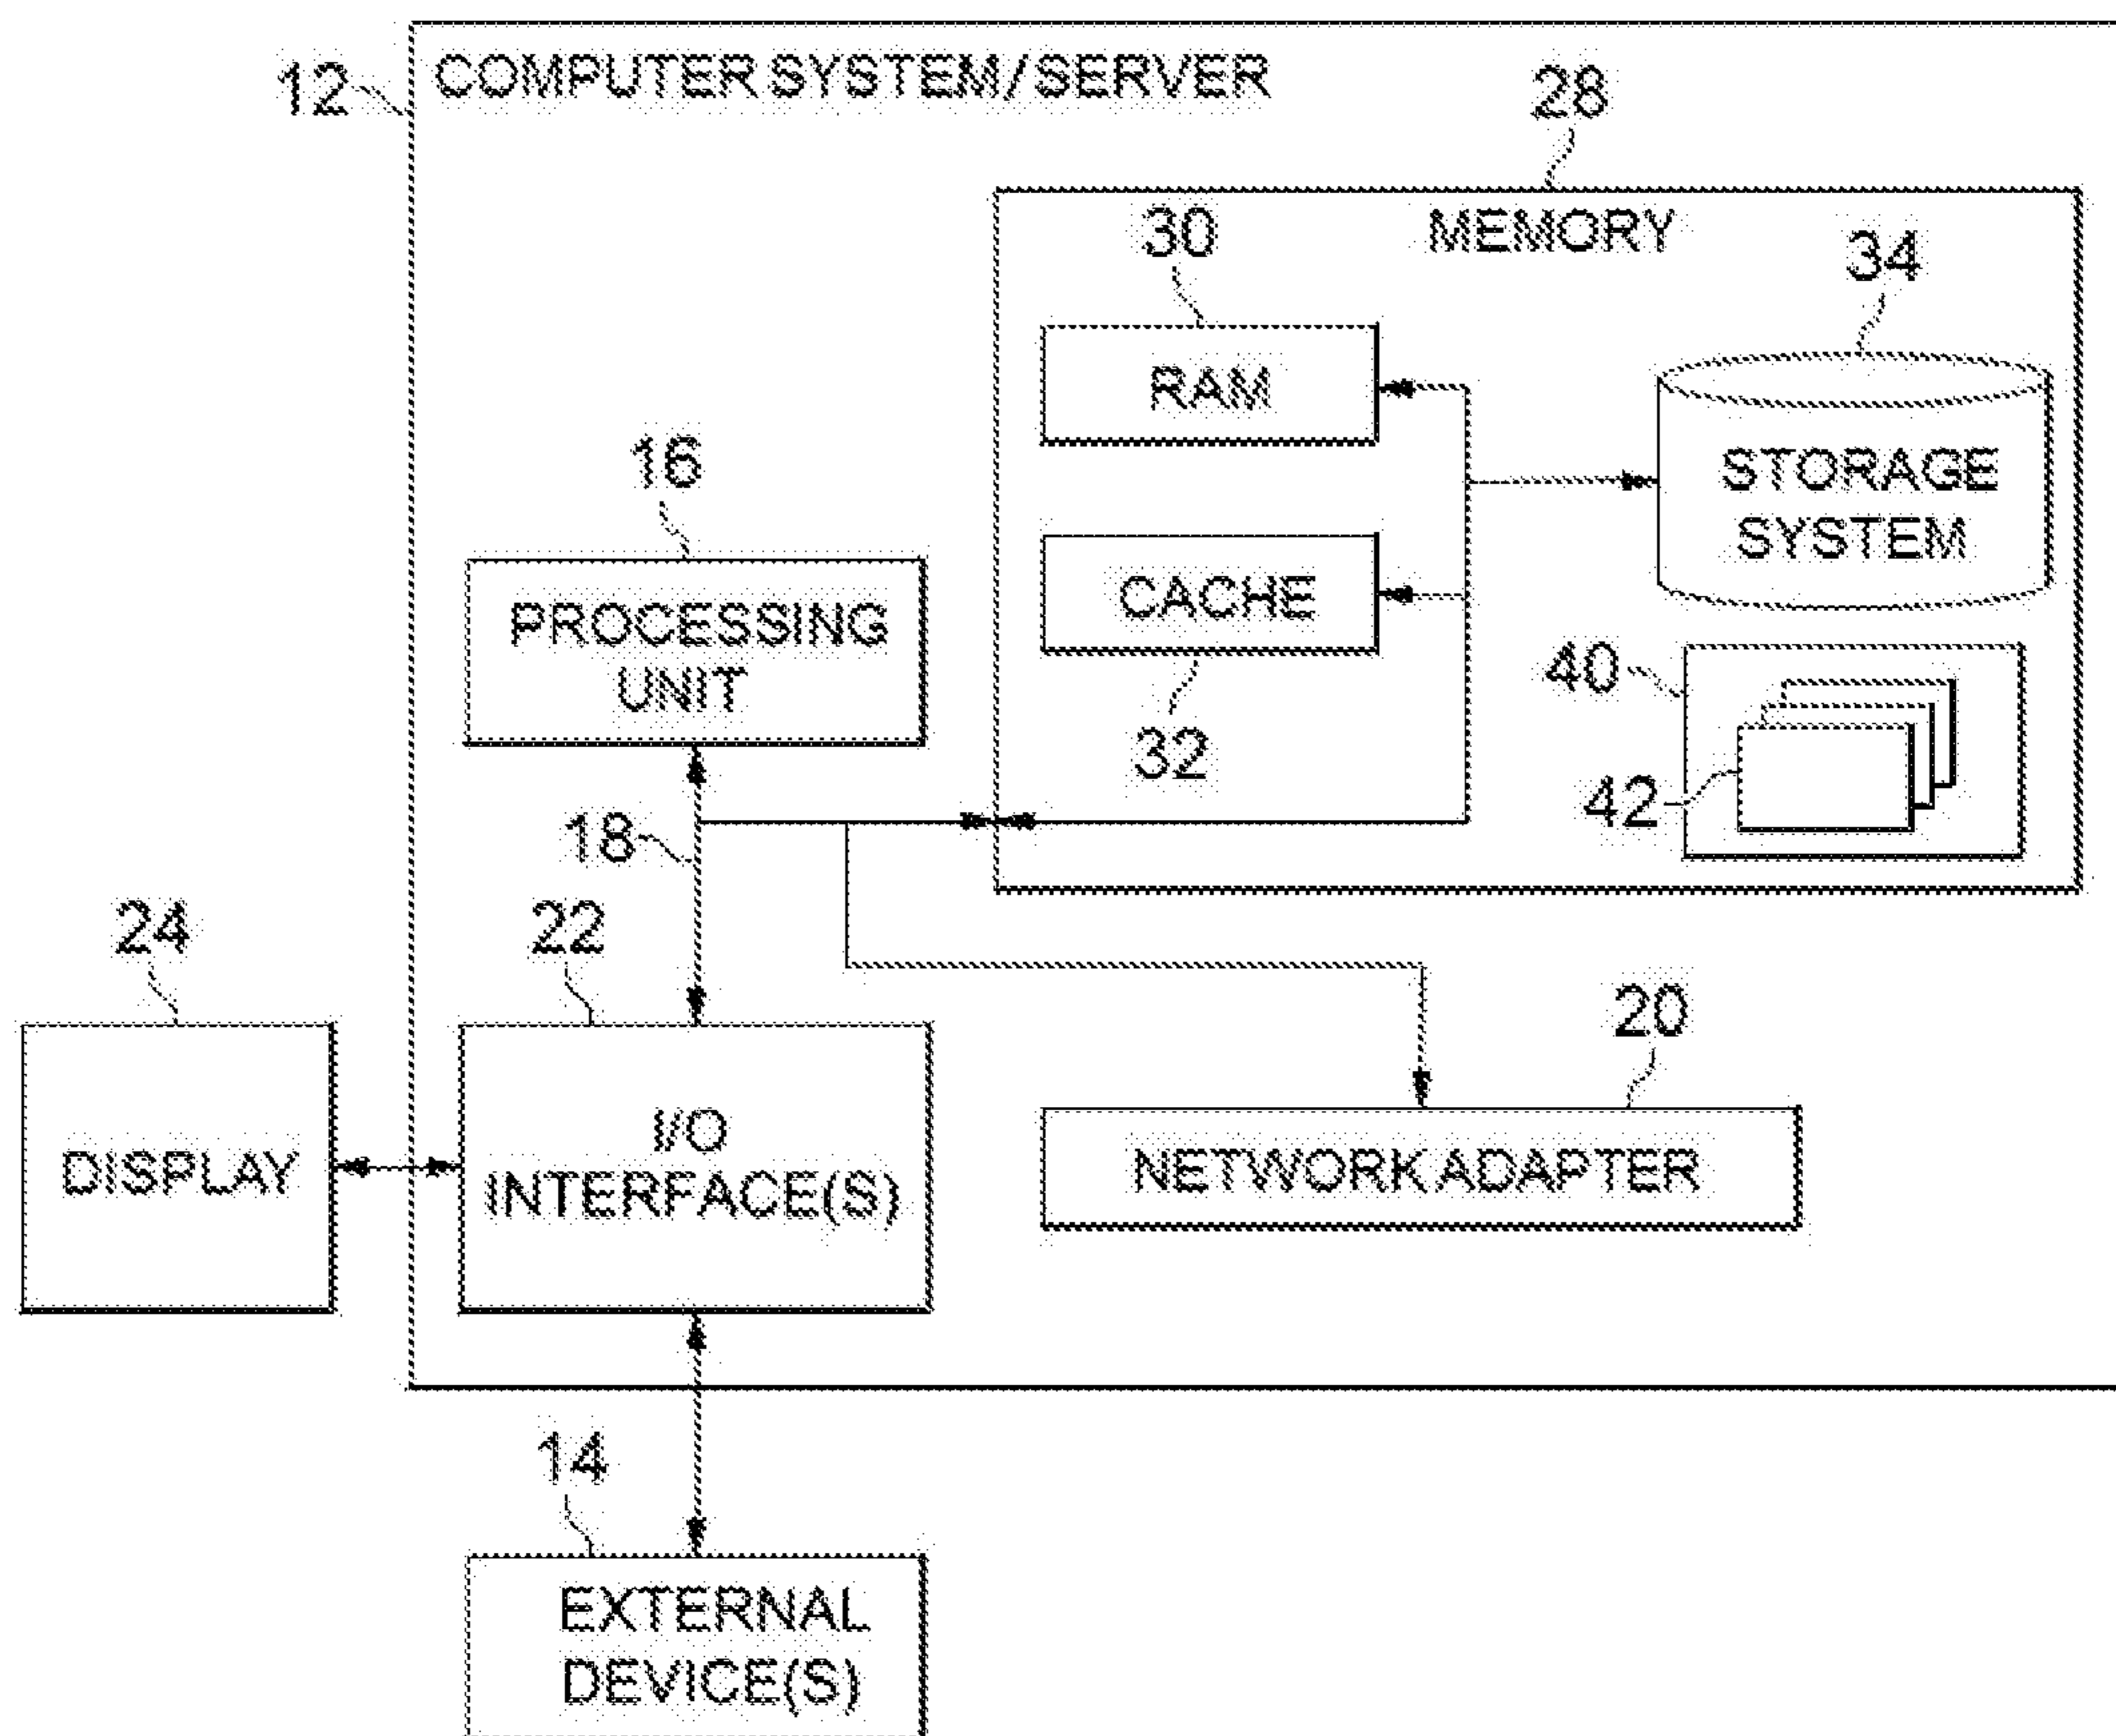 12
COMPUTER SYSTEM/SERVER
28
MEMORY
30
RAM
34
STORAGE
SYSTEM
16
PROCESSING
UNIT
CACHE
32
40
42
18
24
22
20
DISPLAY
I/O
INTERFACE(S)
NETWORK ADAPTER
14
EXTERNAL
DEVICE(S)